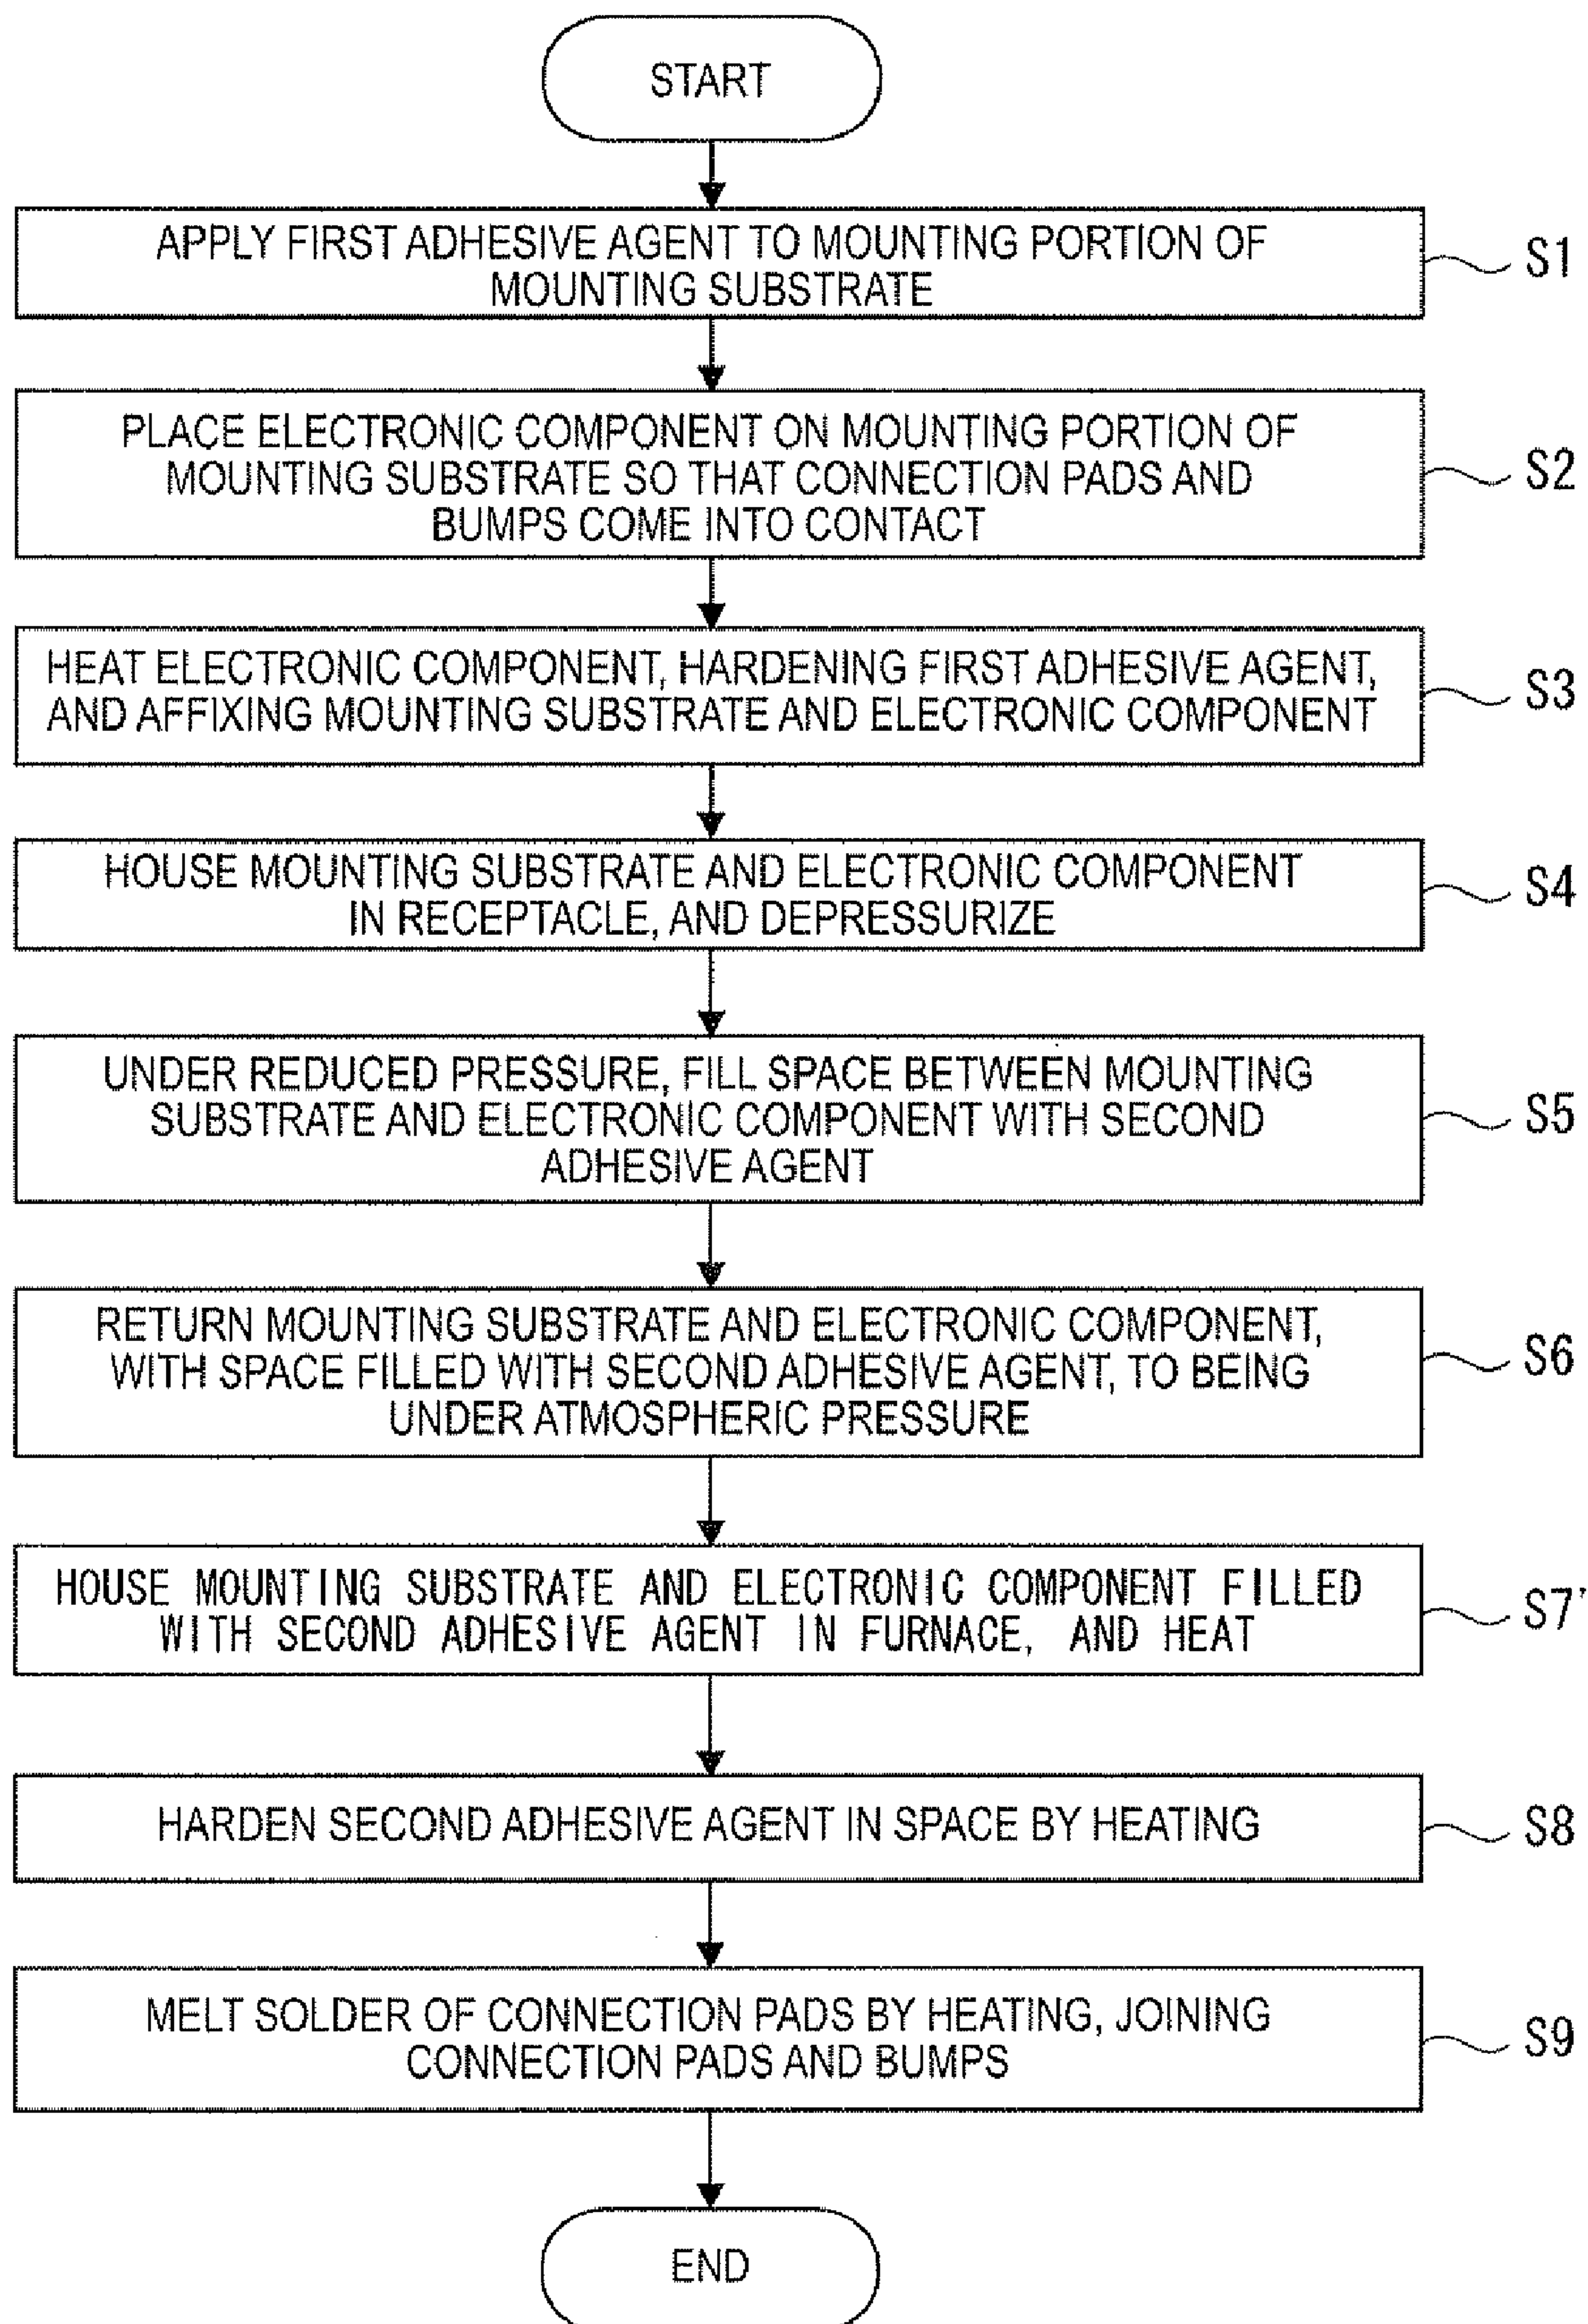 START
APPLY FIRST ADHESIVE AGENT TO MOUNTING PORTION OF
MOUNTING SUBSTRATE
S1
PLACE ELECTRONIC COMPONENT ON MOUNTING PORTION OF
MOUNTING SUBSTRATE SO THAT CONNECTION PADS AND
BUMPS COME INTO CONTACT
S2
HEAT ELECTRONIC COMPONENT, HARDENING FIRST ADHESIVE AGENT,
AND AFFIXING MOUNTING SUBSTRATE AND ELECTRONIC COMPONENT
S3
HOUSE MOUNTING SUBSTRATE AND ELECTRONIC COMPONENT
IN RECEPTACLE, AND DEPRESSURIZE
S4
UNDER REDUCED PRESSURE, FILL SPACE BETWEEN MOUNTING
SUBSTRATE AND ELECTRONIC COMPONENT WITH SECOND
ADHESIVE AGENT
S5
RETURN MOUNTING SUBSTRATE AND ELECTRONIC COMPONENT,
WITH SPACE FILLED WITH SECOND ADHESIVE AGENT, TO BEING
UNDER ATMOSPHERIC PRESSURE
S6
HOUSE MOUNTING SUBSTRATE AND ELECTRONIC COMPONENT FILLED
WITH SECOND ADHESIVE AGENT IN FURNACE, AND HEAT
S7'
HARDEN SECOND ADHESIVE AGENT IN SPACE BY HEATING
S8
MELT SOLDER OF CONNECTION PADS BY HEATING, JOINING
CONNECTION PADS AND BUMPS
S9
END